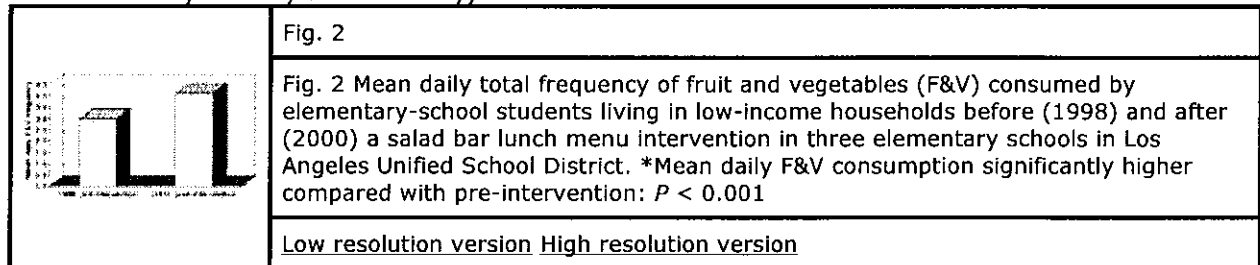 Fig. 2
Fig. 2 Mean daily total frequency of fruit and vegetables (F&V) consumed by
elementary-school students living in low-income households before (1998) and after
(2000) a salad bar lunch menu intervention in three elementary schools in Los
Angeles Unified School District. *Mean daily F&V consumption significantly higher
compared with pre-intervention: P < 0.001
Low resolution version High resolution version